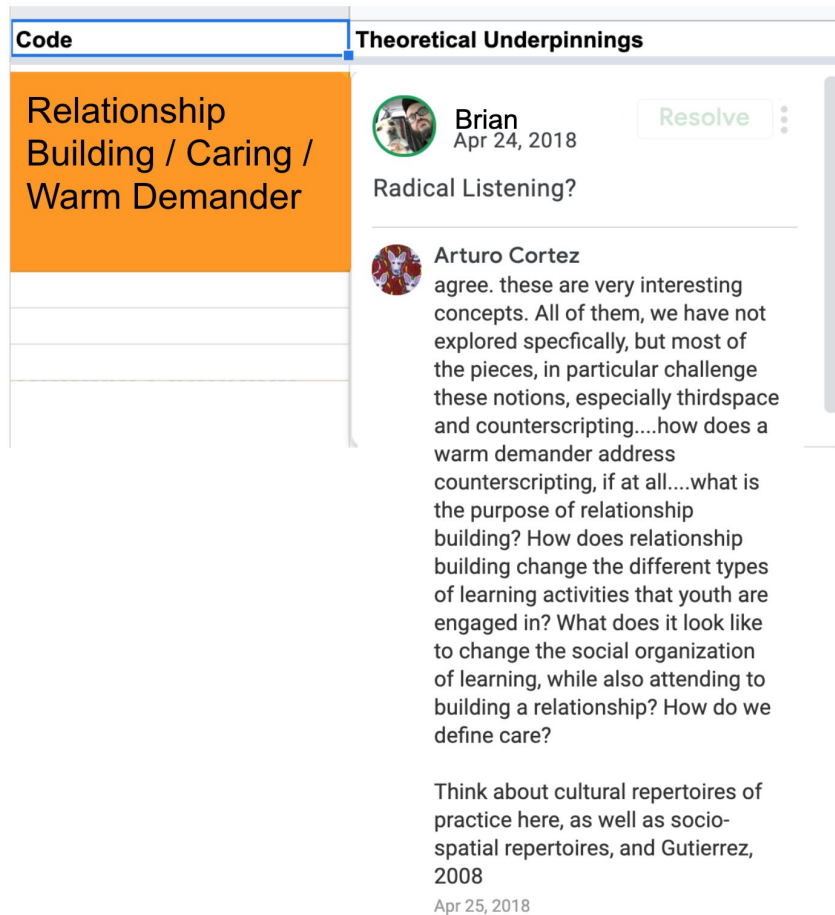 Code
Theoretical Underpinnings
Relationship
Building / Caring /
Warm Demander
Brian
Apr 24, 2018
Resolve
Radical Listening?
Arturo Cortez
agree. these are very interesting
concepts. All of them, we have not
explored specfically, but most of
the pieces, in particular challenge
these notions, especially thirdspace
and counterscripting....how does a
warm demander address
counterscripting, if at all....what is
the purpose of relationship
building? How does relationship
building change the different types
of learning activities that youth are
engaged in? What does it look like
to change the social organization
of learning, while also attending to
building a relationship? How do we
define care?
Think about cultural repertoires of
practice here, as well as socio-
spatial repertoires, and Gutierrez,
2008
Apr 25, 2018